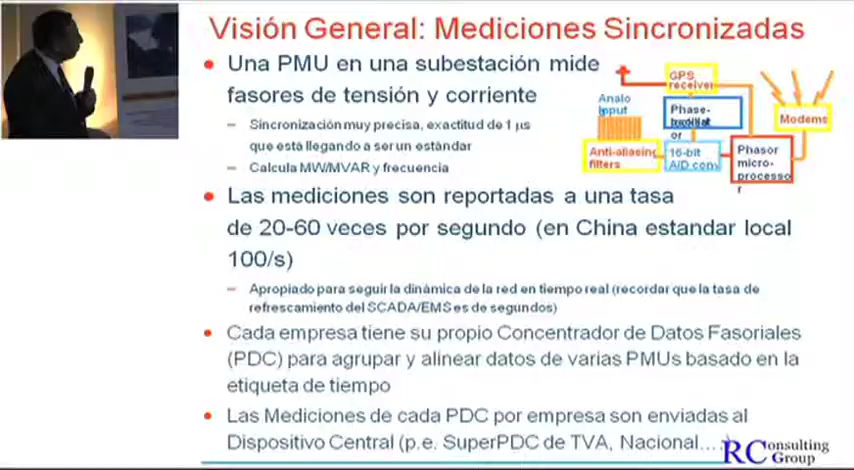 Visión General: Mediciones Sincronizadas
• Una PMU en una subestación mide
fasores de tensión y corriente
– Sincronización muy precisa, exactitud de 1 µs
que está llegando a ser un estándar
– Calcula MW/MVAR y frecuencia
• Las mediciones son reportadas a una tasa
de 20-60 veces por segundo (en China estandar local
100/s)
– Apropiado para seguir la dinámica de la red en tiempo real (recordar que la tasa de
refrescamiento del SCADA/EMS es de segundos)
• Cada empresa tiene su propio Concentrador de Datos Fasoriales
(PDC) para agrupar y alinear datos de varias PMUs basado en la
etiqueta de tiempo
• Las Mediciones de cada PDC por empresa son enviadas al
Dispositivo Central (p.e. SuperPDC de TVA, Nacional....)
GPS
receiver
Analo
Input
Phase-
or
Modems
Anti-aliasing
filters
16-bit
A/D conv
Phasor
micro-
processo
r
RC onsulting
Group